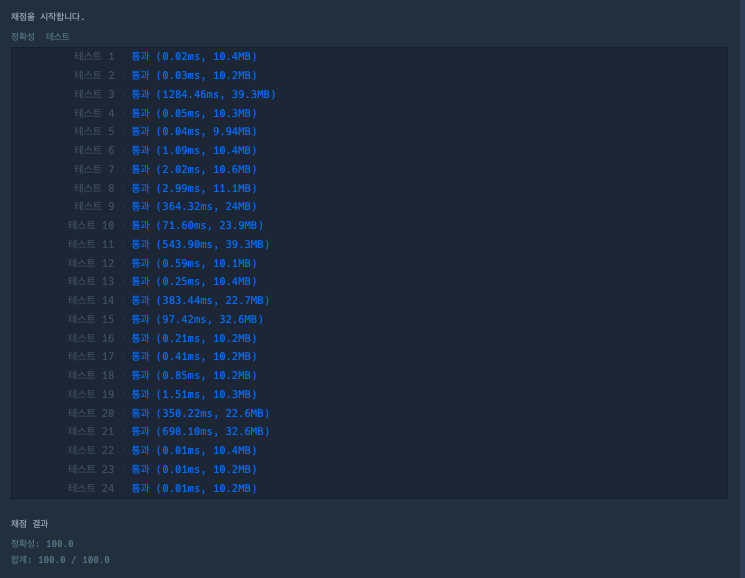 채점을 시작합니다.
정확성 테스트
테스트 1 〉 통과 (0.02ms, 10.4MB)
테스트 2 〉 통과 (0.03ms, 10.2MB)
테스트 3 〉 통과 (1284.46ms, 39.3MB)
테스트 4 〉 통과 (0.05ms, 10.3MB)
테스트 5 〉 통과 (0.04ms, 9.94MB)
테스트 6 〉 통과 (1.09ms, 10.4MB)
테스트 7 〉 통과 (2.02ms, 10.6MB)
테스트 8 〉 통과 (2.99ms, 11.1MB)
테스트 9 〉 통과 (364.32ms, 24MB)
테스트 10 〉 통과 (71.60ms, 23.9MB)
테스트 11 〉 통과 (543.90ms, 39.3MB)
테스트 12 〉 통과 (0.59ms, 10.1MB)
테스트 13 〉 통과 (0.25ms, 10.4MB)
테스트 14 〉 통과 (383.44ms, 22.7MB)
테스트 15 〉 통과 (97.42ms, 32.6MB)
테스트 16 〉 통과 (0.21ms, 10.2MB)
테스트 17 〉 통과 (0.41ms, 10.2MB)
테스트 18 〉 통과 (0.85ms, 10.2MB)
테스트 19 〉 통과 (1.51ms, 10.3MB)
테스트 20 〉 통과 (350.22ms, 22.6MB)
테스트 21 〉 통과 (698.10ms, 32.6MB)
테스트 22 〉 통과 (0.01ms, 10.4MB)
테스트 23 〉 통과 (0.01ms, 10.2MB)
테스트 24 〉 통과 (0.01ms, 10.2MB)
채점 결과
정확성: 100.0
합계: 100.0 / 100.0